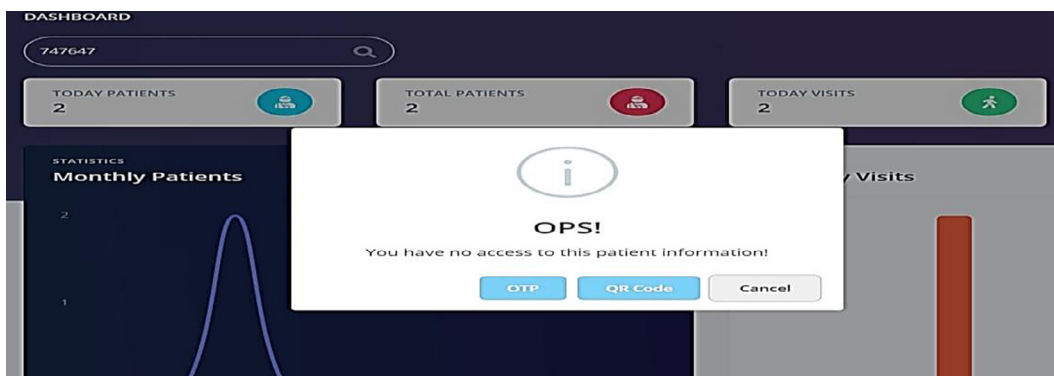 DASHBOARD
747647
TODAY PATIENTS
2
TOTAL PATIENTS
2
TODAY VISITS
2
STATISTICS
Monthly Patients
Visits
2
1
OPS!
You have no access to this patient information!
OTP
QR Code
Cancel